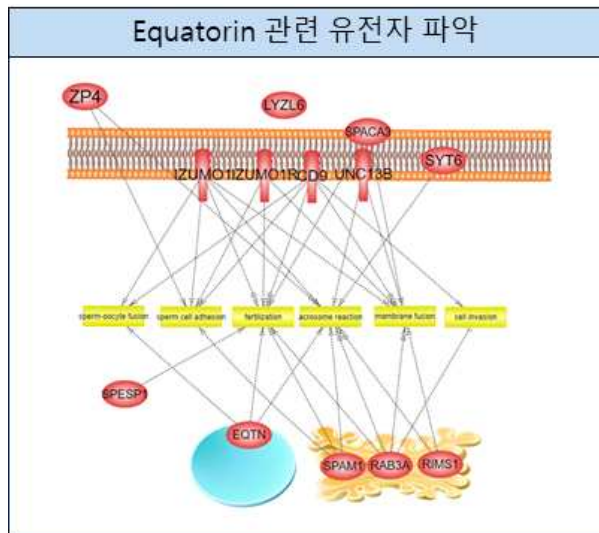 Equatorin 관련 유전자 파악
ZP4
LYZL6
SPACA3
SYT6
IZUMO1
IZUMO1R
CD9
UNC13B
sperm-oocyte fusion
sperm cell adhesion
fertilization
acrosome reaction
membrane fusion
cell invasion
SPESP1
EQTN
SPAM1
RAB3A
RIMS1